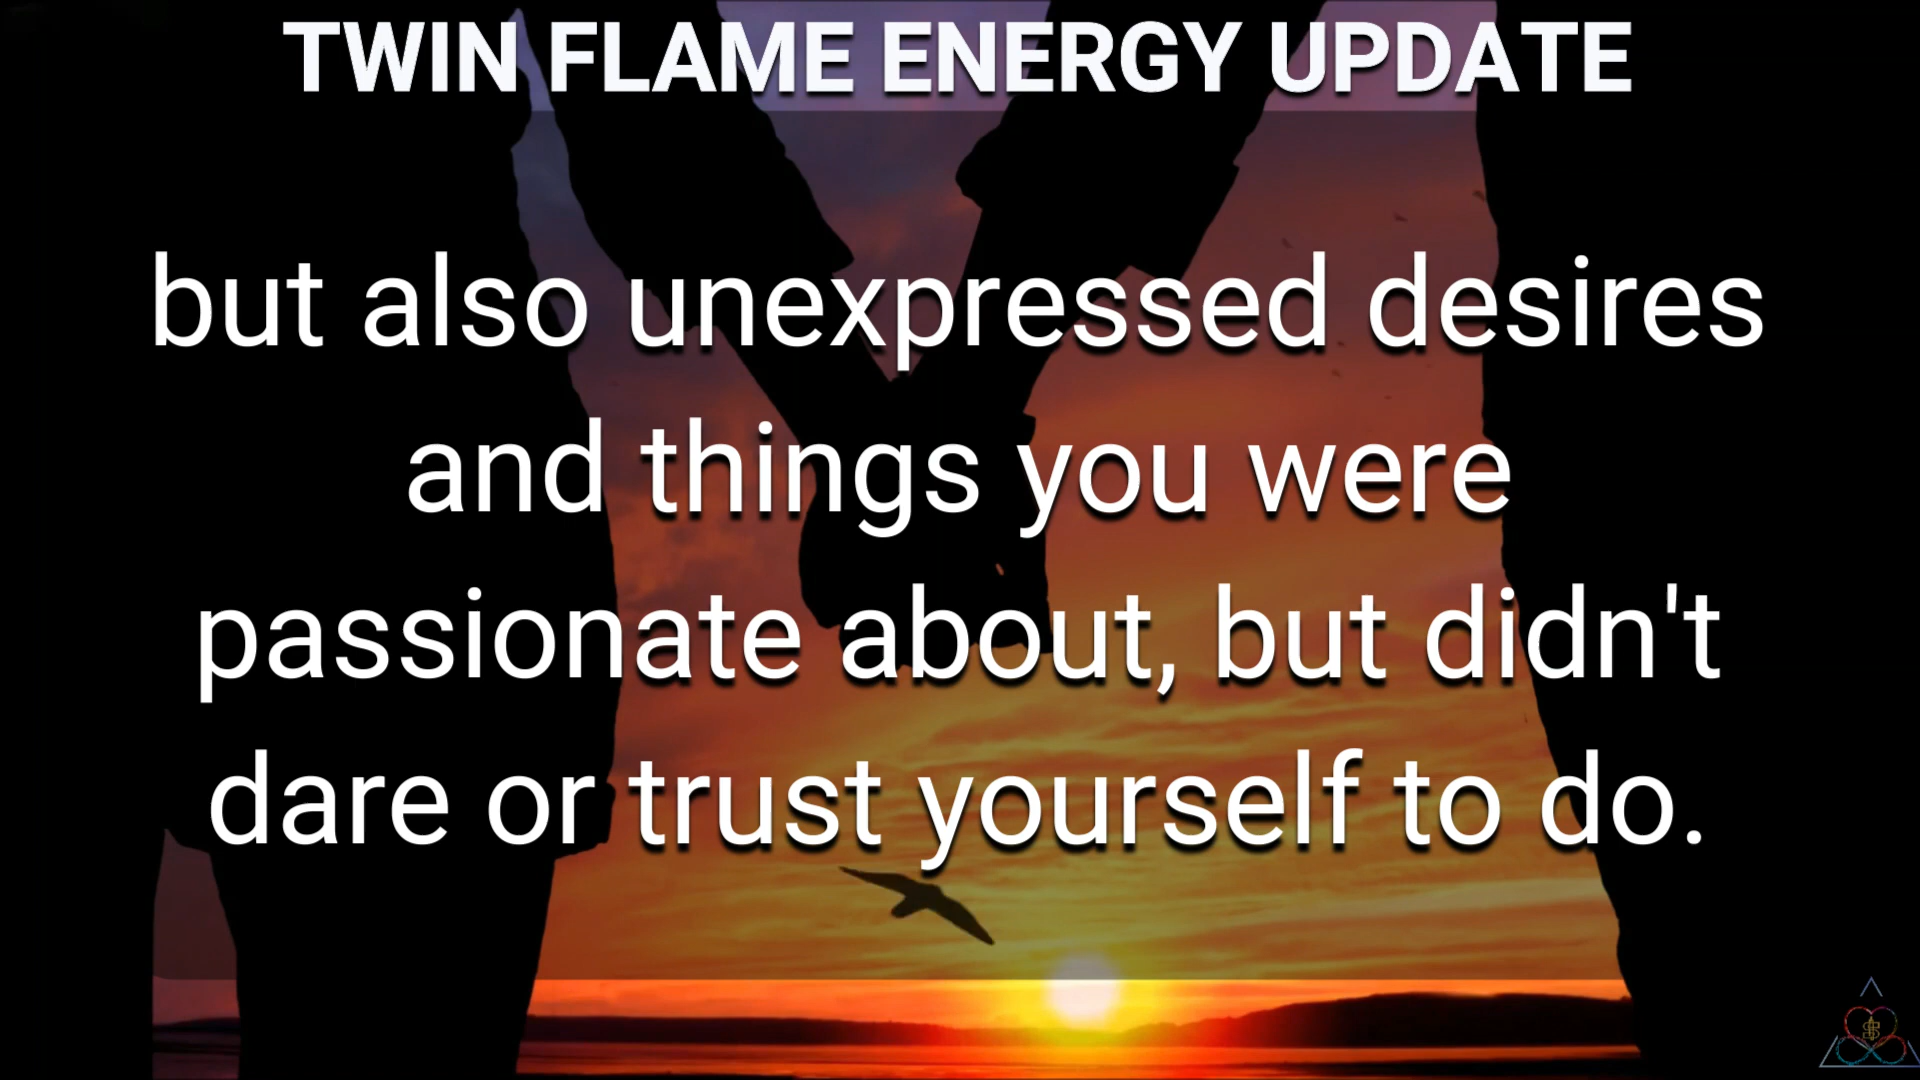 TWIN FLAME ENERGY UPDATE
but also unexpressed desires
and things you were
passionate about, but didn't
dare or trust yourself to do.